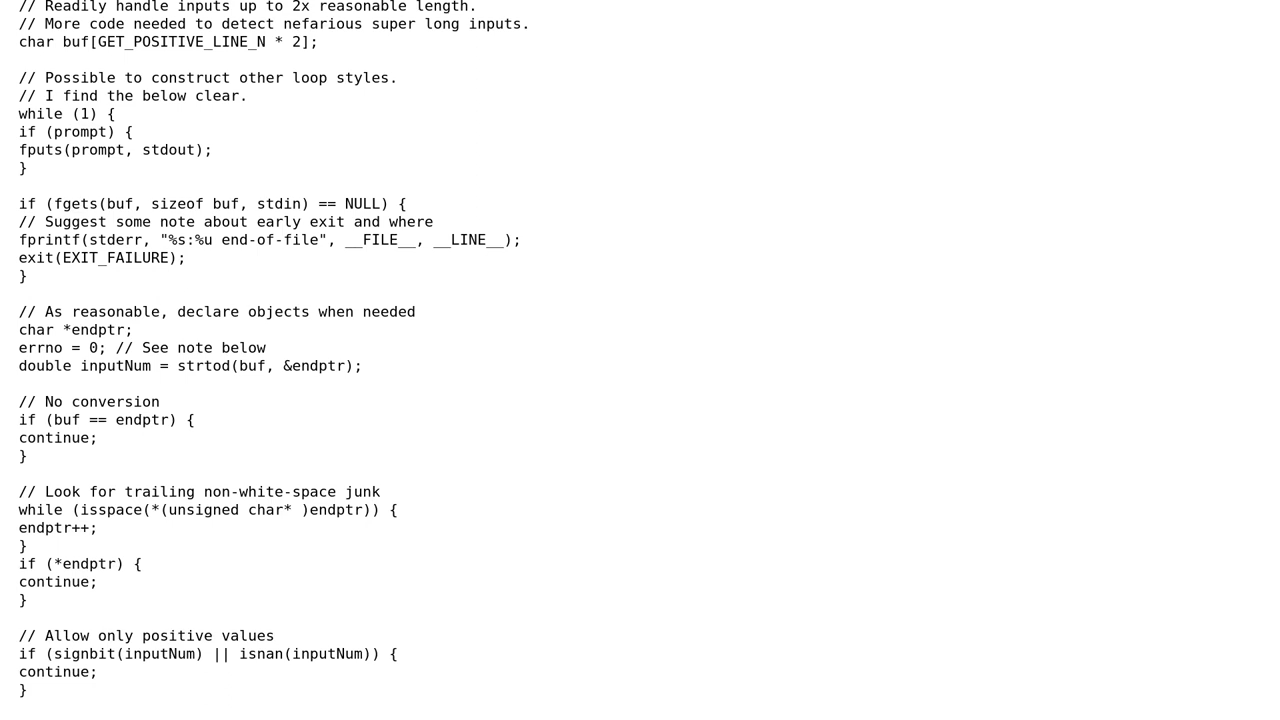 // Readily handle inputs up to 2x reasonable length.
// More code needed to detect nefarious super long inputs.
char buf[GET_POSITIVE_LINE_N * 2];

// Possible to construct other loop styles.
// I find the below clear.
while (1) {
if (prompt) {
fputs(prompt, stdout);
}

if (fgets(buf, sizeof buf, stdin) == NULL) {
// Suggest some note about early exit and where
fprintf(stderr, "%s:%u end-of-file", __FILE__, __LINE__);
exit(EXIT_FAILURE);
}

// As reasonable, declare objects when needed
char *endptr;
errno = 0; // See note below
double inputNum = strtod(buf, &endptr);

// No conversion
if (buf == endptr) {
continue;
}

// Look for trailing non-white-space junk
while (isspace(*(unsigned char* )endptr)) {
endptr++;
}
if (*endptr) {
continue;
}

// Allow only positive values
if (signbit(inputNum) || isnan(inputNum)) {
continue;
}